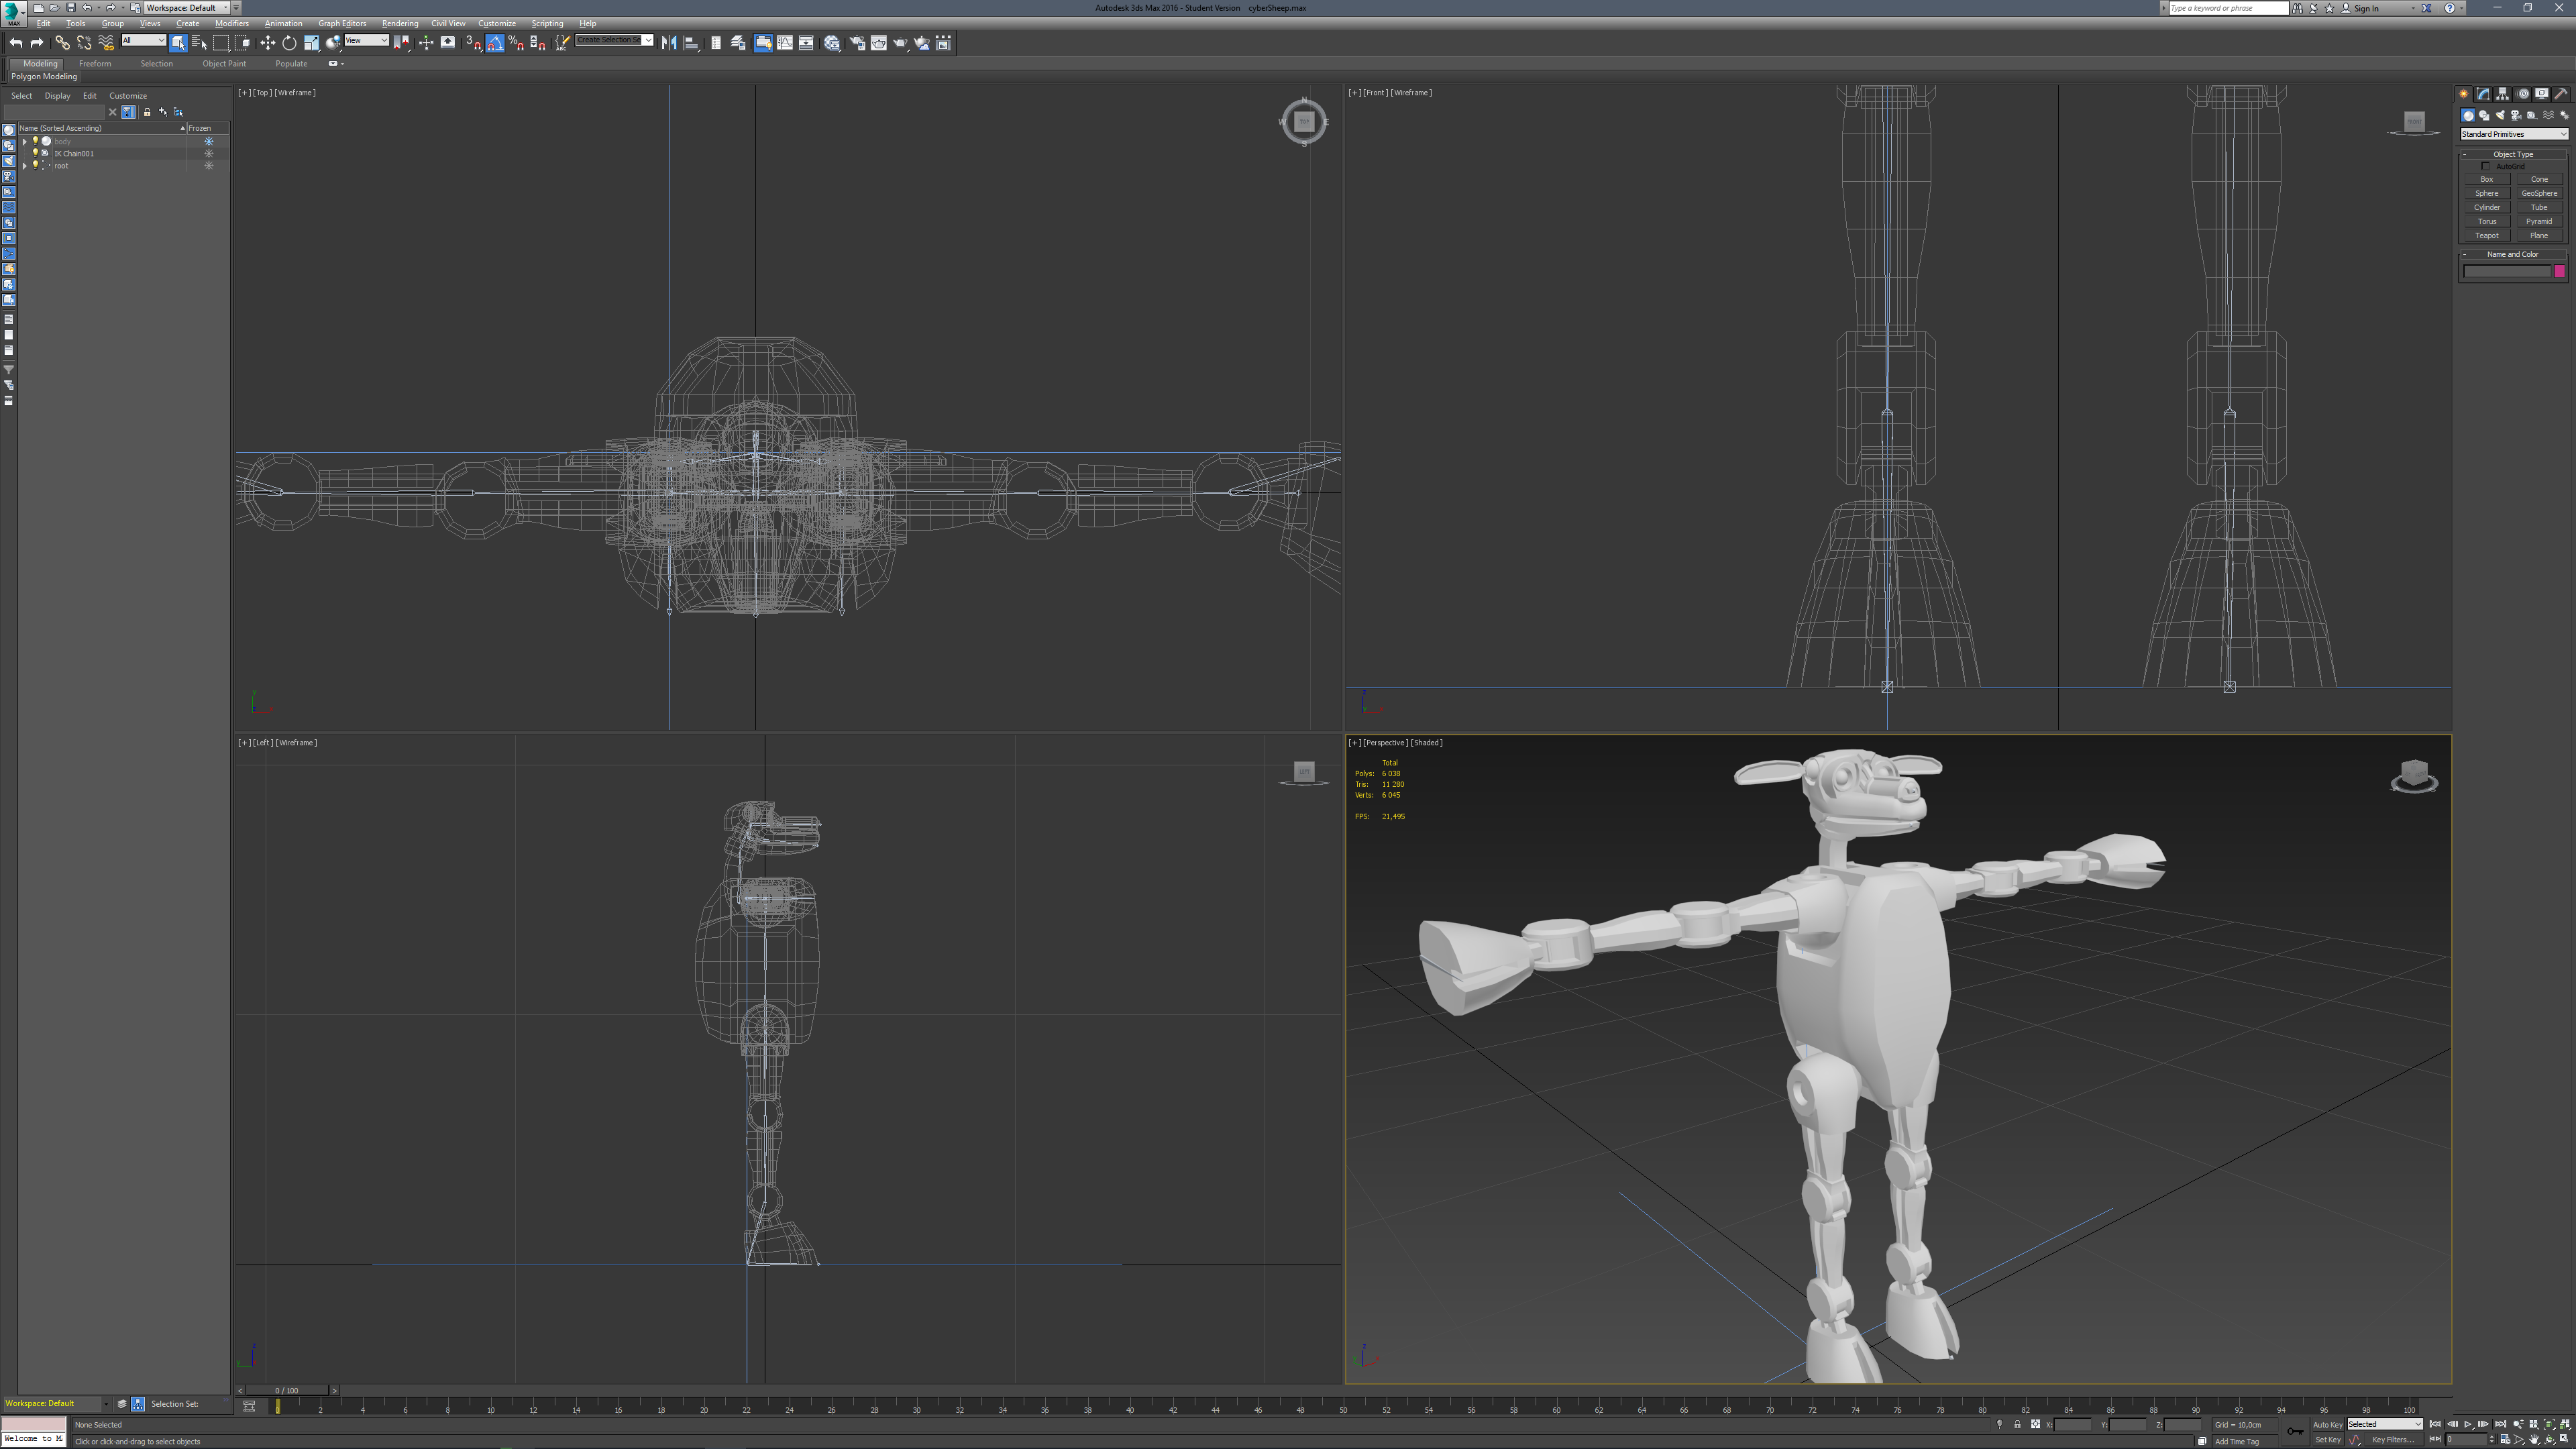 MAX
Workspace: Default
Autodesk 3ds Max 2016 - Student Version cyberSheep.max
Type a keyword or phrase
Sign In
Edit Tools Group Views Create Modifiers Animation Graph Editors Rendering Civil View Customize Scripting Help
All View 3 Create Selection Se
Modeling Freeform Selection Object Paint Populate
Polygon Modeling
Select Display Edit Customize
Name (Sorted Ascending) Frozen
body
IK Chain001
root
[+] [Top] [Wireframe]
TOP
N
W
E
S
[+] [Front] [Wireframe]
FRONT
[+] [Left] [Wireframe]
LEFT
[+] [Perspective] [Shaded]
Total
Polys: 6 038
Tris: 11 280
Verts: 6 045
FPS: 21,495
Standard Primitives
Object Type
AutoGrid
Box Cone
Sphere GeoSphere
Cylinder Tube
Torus Pyramid
Teapot Plane
Name and Color
< 0 / 100 >
Workspace: Default Selection Set:
0 2 4 6 8 10 12 14 16 18 20 22 24 26 28 30 32 34 36 38 40 42 44 46 48 50 52 54 56 58 60 62 64 66 68 70 72 74 76 78 80 82 84 86 88 90 92 94 96 98 100
None Selected
X: Y: Z: Grid = 10,0cm
Auto Key Selected
Welcome to M
Click or click-and-drag to select objects
Add Time Tag
Set Key Key Filters... 0